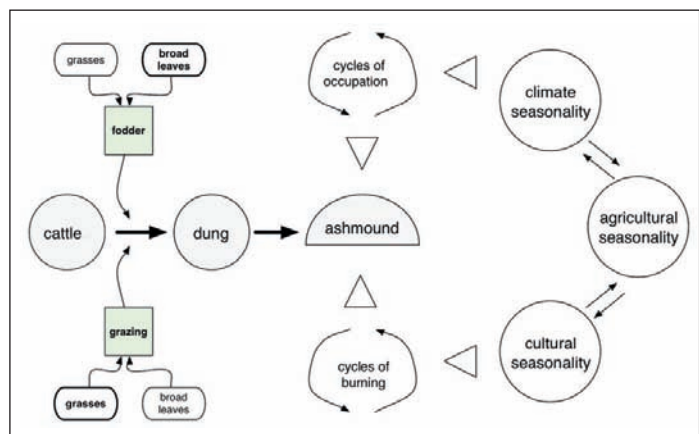 grasses
broad
leaves
fodder
cattle
dung
ashmound
grazing
grasses
broad
leaves
cycles of
occupation
cycles of
burning
climate
seasonality
agricultural
seasonality
cultural
seasonality